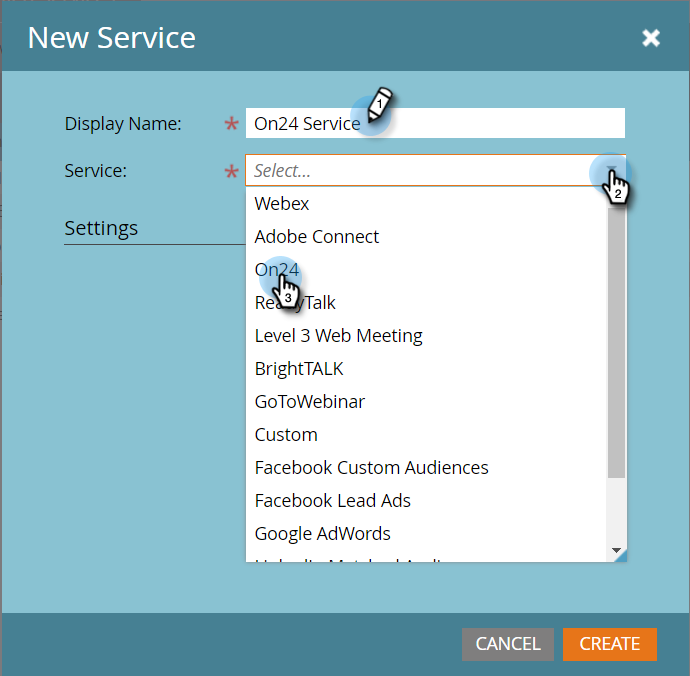 New Service
Display Name: * On24 Service
1
Service: * Select...
2
Webex
Settings
Adobe Connect
On24
3
ReadyTalk
Level 3 Web Meeting
BrightTALK
GoToWebinar
Custom
Facebook Custom Audiences
Facebook Lead Ads
Google AdWords
CANCEL
CREATE